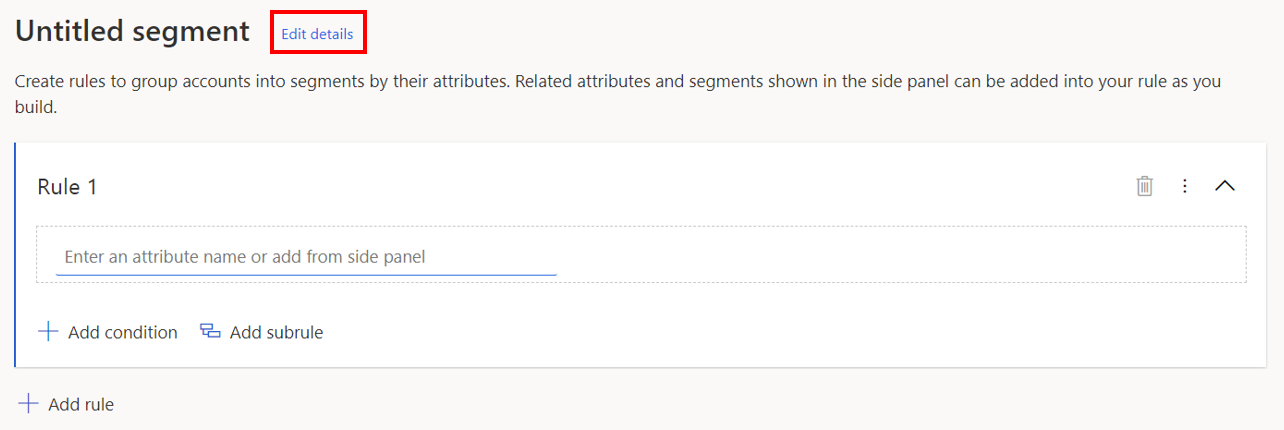 Untitled segment Edit details
Create rules to group accounts into segments by their attributes. Related attributes and segments shown in the side panel can be added into your rule as you
build.
Rule 1
Enter an attribute name or add from side panel
Add condition Add subrule
Add rule